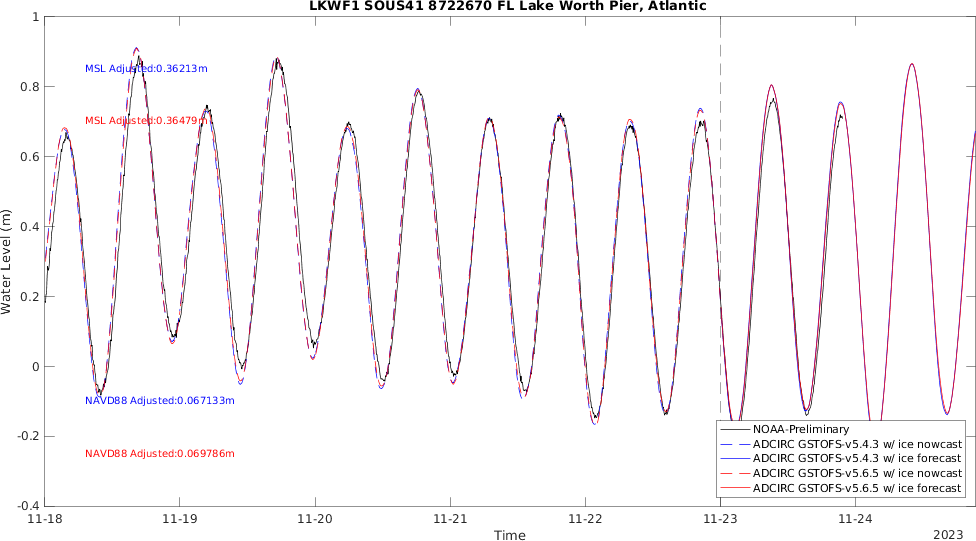 LKWF1 SOUS41 8722670 FL Lake Worth Pier, Atlantic
1
0.8
0.6
0.4
0.2
0
-0.2
-0.4
Water Level (m)
MSL Adjusted:0.36213m
MSL Adjusted:0.36479m
NAVD88 Adjusted:0.067133m
NAVD88 Adjusted:0.069786m
NOAA-Preliminary
ADCIRC GSTOFS-v5.4.3 w/ ice nowcast
ADCIRC GSTOFS-v5.4.3 w/ ice forecast
ADCIRC GSTOFS-v5.6.5 w/ ice nowcast
ADCIRC GSTOFS-v5.6.5 w/ ice forecast
11-18 11-19 11-20 11-21 11-22 11-23 11-24
Time
2023